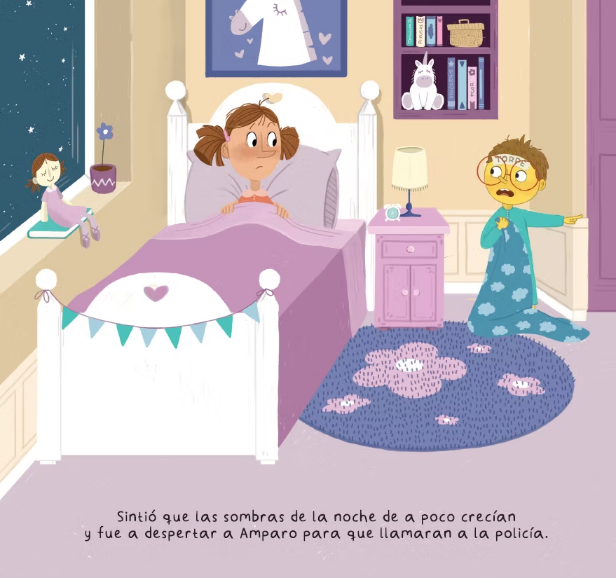 TORPE
Sintió que las sombras de la noche de a poco crecían
y fue a despertar a Amparo para que llamaran a la policía.